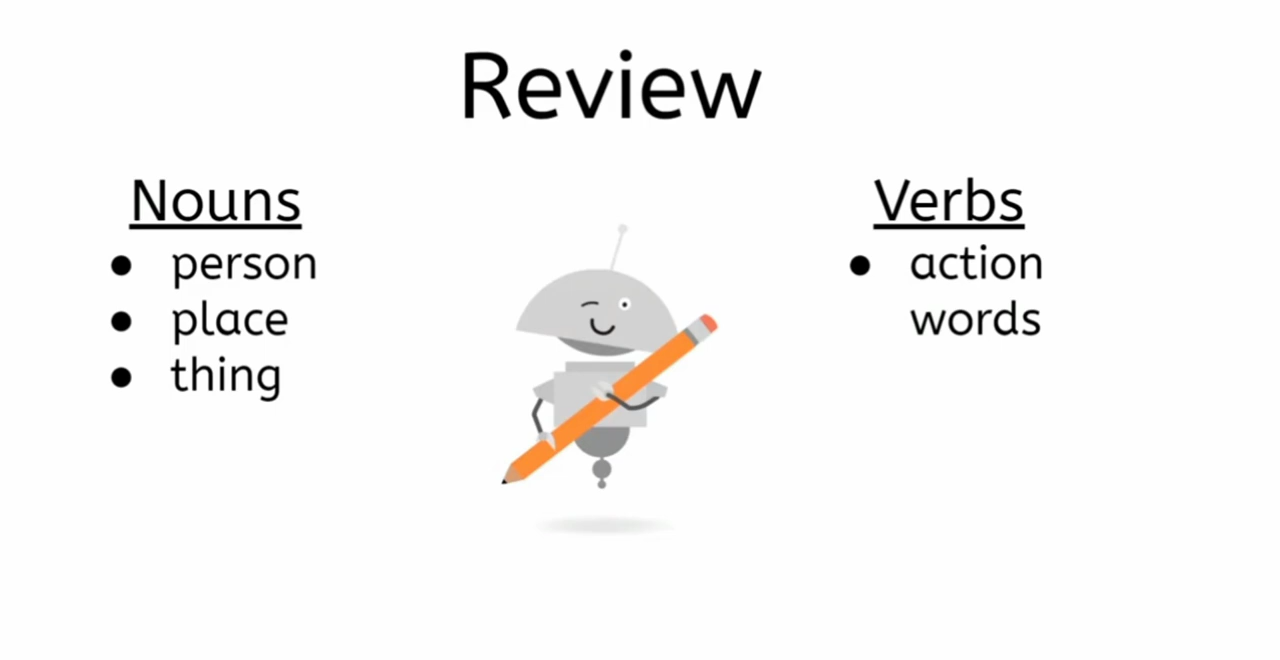 Review
Nouns
● person
● place
● thing
Verbs
● action
words